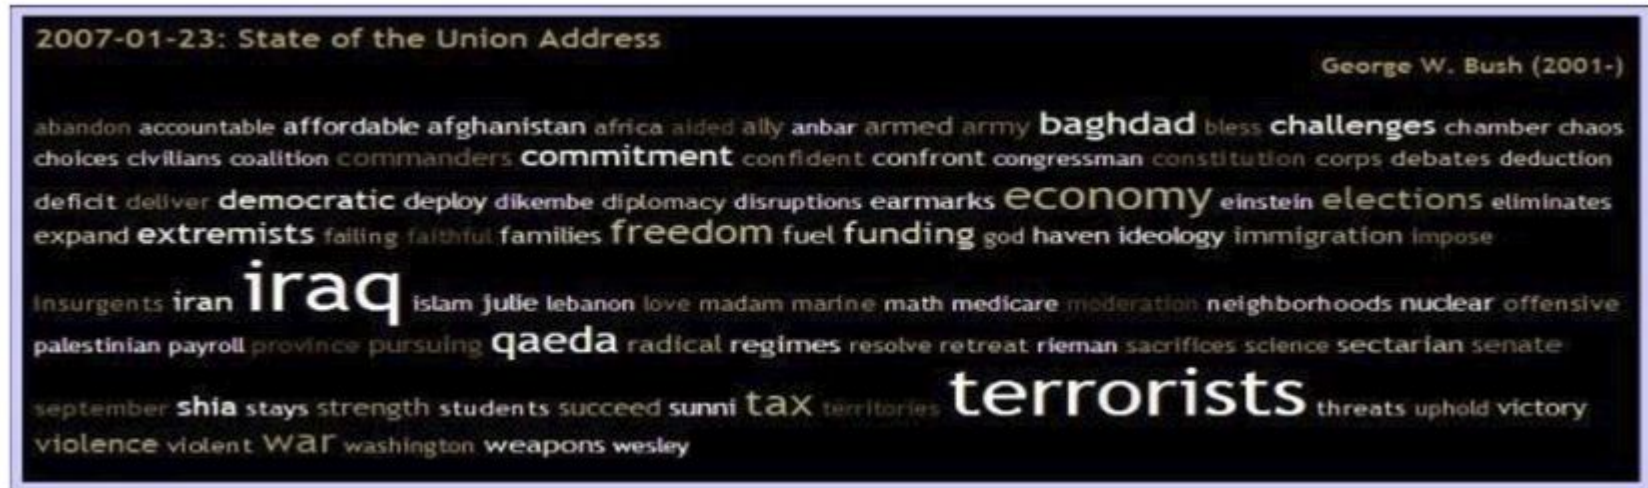 2007-01-23: State of the Union Address
George W. Bush (2001-)
abandon accountable affordable afghanistan africa aided ally anbar armed army baghdad bless challenges chamber chaos
choices civilians coalition commanders commitment confident confront congressman constitution corps debates deduction
deficit deliver democratic deploy dikembe diplomacy disruptions earmarks economy einstein elections eliminates
expand extremists failing faithful families freedom fuel funding god haven ideology immigration impose
insurgents iran iraq islam julie lebanon love madam marine math medicare moderation neighborhoods nuclear offensive
palestinian payroll province pursuing qaeda radical regimes resolve retreat rieman sacrifices science sectarian senate
september shia stays strength students succeed sunni tax territories terrorists threats uphold victory
violence violent war washington weapons wesley